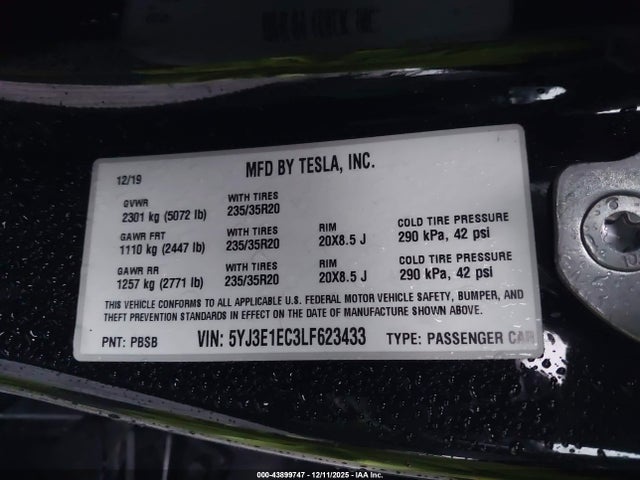 MFD BY TESLA, INC.
12/19
GVWR
2301 kg (5072 lb)
WITH TIRES
235/35R20
GAWR FRT
1110 kg (2447 lb)
WITH TIRES
235/35R20
RIM
20X8.5 J
COLD TIRE PRESSURE
290 kPa, 42 psi
GAWR RR
1257 kg (2771 lb)
WITH TIRES
235/35R20
RIM
20X8.5 J
COLD TIRE PRESSURE
290 kPa, 42 psi
THIS VEHICLE CONFORMS TO ALL APPLICABLE U.S. FEDERAL MOTOR VEHICLE SAFETY, BUMPER, AND
THEFT PREVENTION STANDARDS IN EFFECT ON THE DATE OF MANUFACTURE SHOWN ABOVE.
PNT: PBSB
VIN: 5YJ3E1EC3LF623433
TYPE: PASSENGER CAR
000-43899747 - 12/11/2025 - IAAI.com